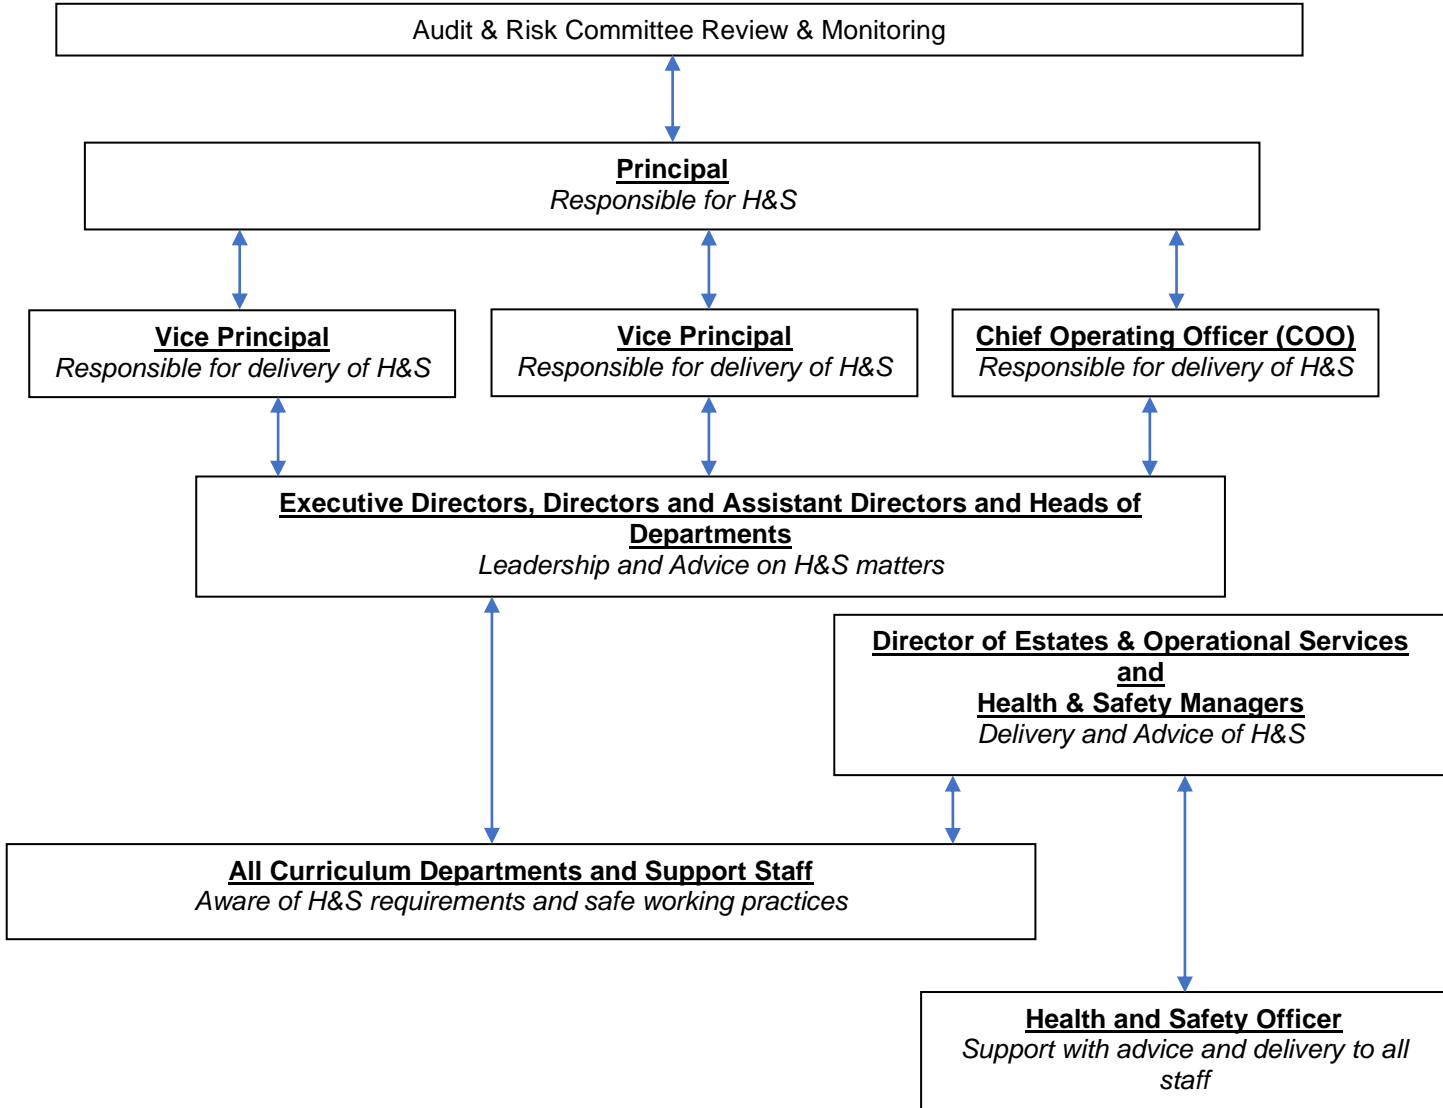 Audit & Risk Committee Review & Monitoring
Principal
Responsible for H&S
Vice Principal
Responsible for delivery of H&S
Vice Principal
Responsible for delivery of H&S
Chief Operating Officer (COO)
Responsible for delivery of H&S
Executive Directors, Directors and Assistant Directors and Heads of
Departments
Leadership and Advice on H&S matters
Director of Estates & Operational Services
and
Health & Safety Managers
Delivery and Advice of H&S
All Curriculum Departments and Support Staff
Aware of H&S requirements and safe working practices
Health and Safety Officer
Support with advice and delivery to all
staff